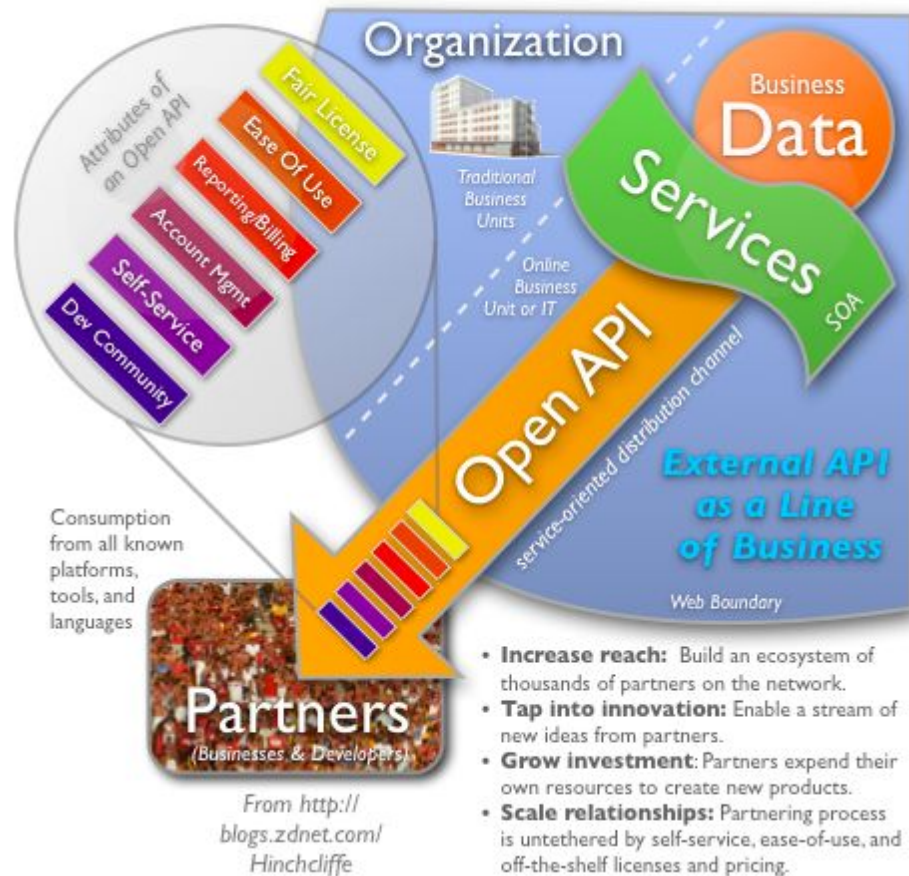 Organization
Business
Data
Services
SOA
Traditional
Business
Units
Online
Business
Unit or IT
Attributes of
an Open API
Fair License
Ease Of Use
Reporting/Billing
Account Mgmt
Self-Service
Dev Community
Open API
service-oriented distribution channel
External API
as a Line
of Business
Web Boundary
Consumption
from all known
platforms,
tools, and
languages
Partners
(Businesses & Developers)
From http://
blogs.zdnet.com/
Hinchcliffe
• Increase reach: Build an ecosystem of
thousands of partners on the network.
• Tap into innovation: Enable a stream of
new ideas from partners.
• Grow investment: Partners expend their
own resources to create new products.
• Scale relationships: Partnering process
is untethered by self-service, ease-of-use, and
off-the-shelf licenses and pricing.